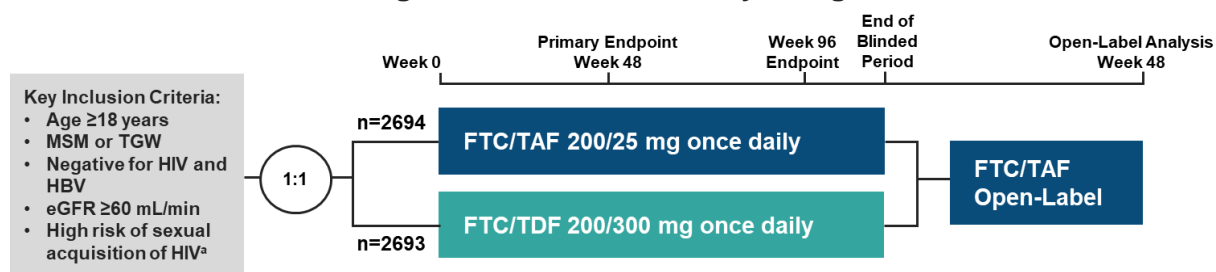 Week 0
Primary Endpoint
Week 48
Week 96
Endpoint
End of
Blinded
Period
Open-Label Analysis
Week 48
Key Inclusion Criteria:
• Age ≥18 years
• MSM or TGW
• Negative for HIV and
HBV
• eGFR ≥60 mL/min
• High risk of sexual
acquisition of HIVᵃ
1:1
n=2694
FTC/TAF 200/25 mg once daily
n=2693
FTC/TDF 200/300 mg once daily
FTC/TAF
Open-Label